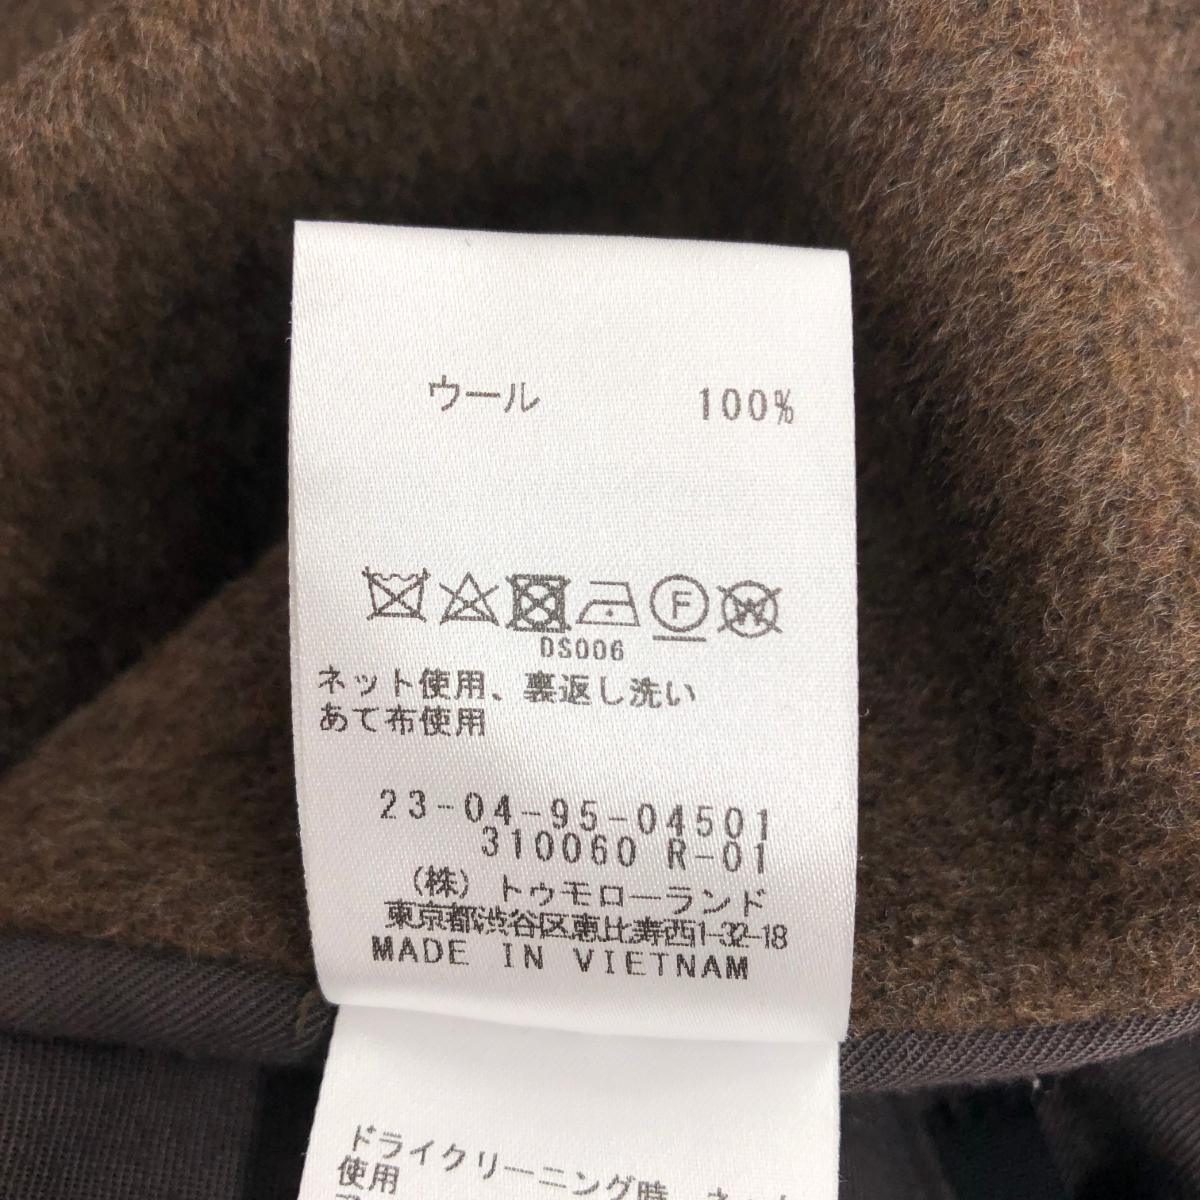 ウール 100%
F W
DS006
ネット使用、裏返し洗い
あて布使用
23-04-95-04501
310060 R-01
(株) トゥモローランド
東京都渋谷区恵比寿西1-32-18
MADE IN VIETNAM
ドライクリーニング時、ネット
使用